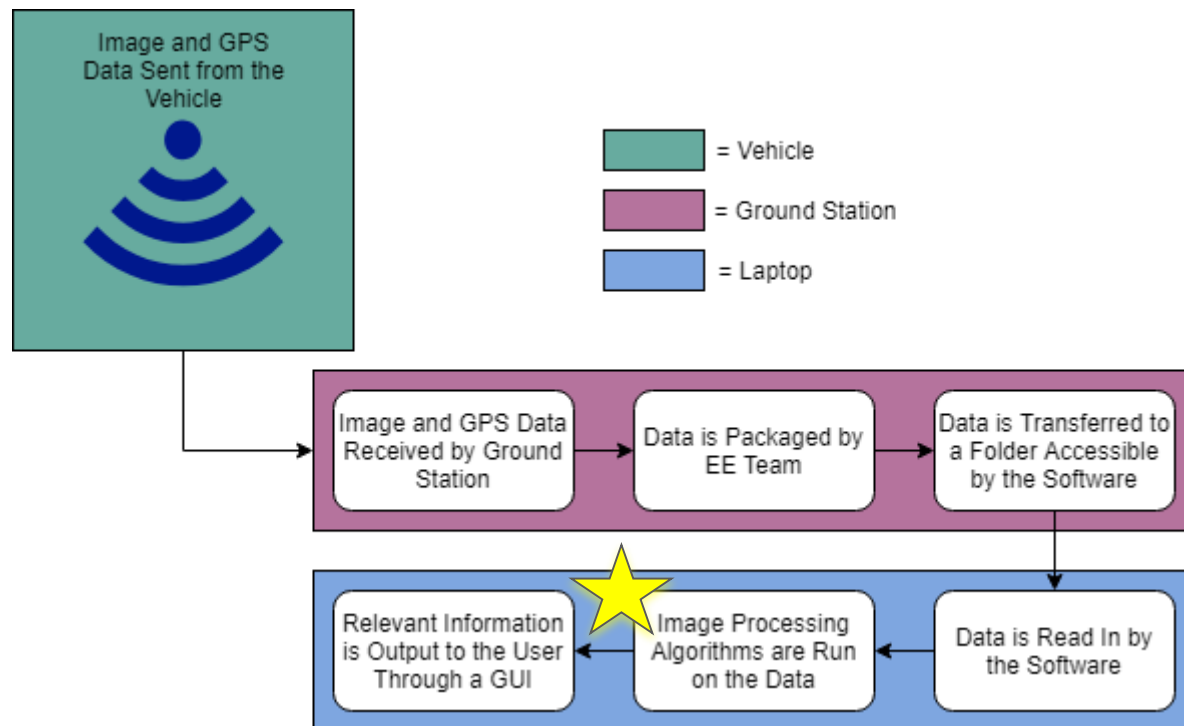 Image and GPS
Data Sent from the
Vehicle
= Vehicle
= Ground Station
= Laptop
Image and GPS Data
Received by Ground
Station
Data is Packaged by
EE Team
Data is Transferred to
a Folder Accessible
by the Software
Relevant Information
is Output to the User
Through a GUI
Image Processing
Algorithms are Run
on the Data
Data is Read In by
the Software